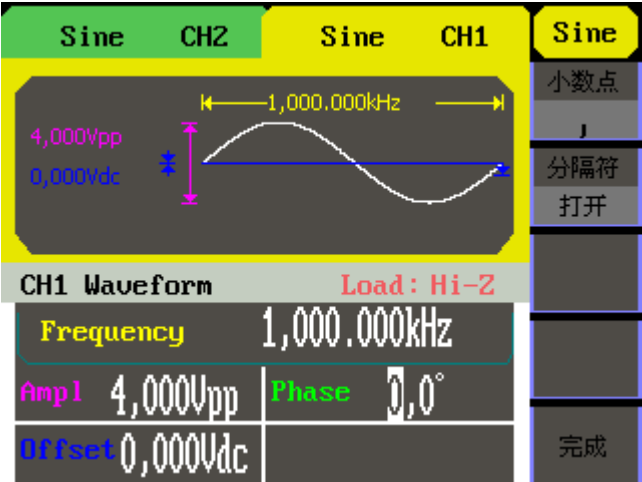 Sine CH2 Sine CH1 Sine
小数点
,
1,000.000kHz
4,000Vpp
0,000Vdc
分隔符
打开
CH1 Waveform Load: Hi-Z
Frequency 1,000.000kHz
Ampl 4,000Vpp Phase 0,0°
Offset 0,000Vdc
完成